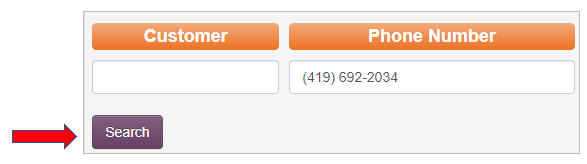 Customer Phone Number
(419) 692-2034
Search